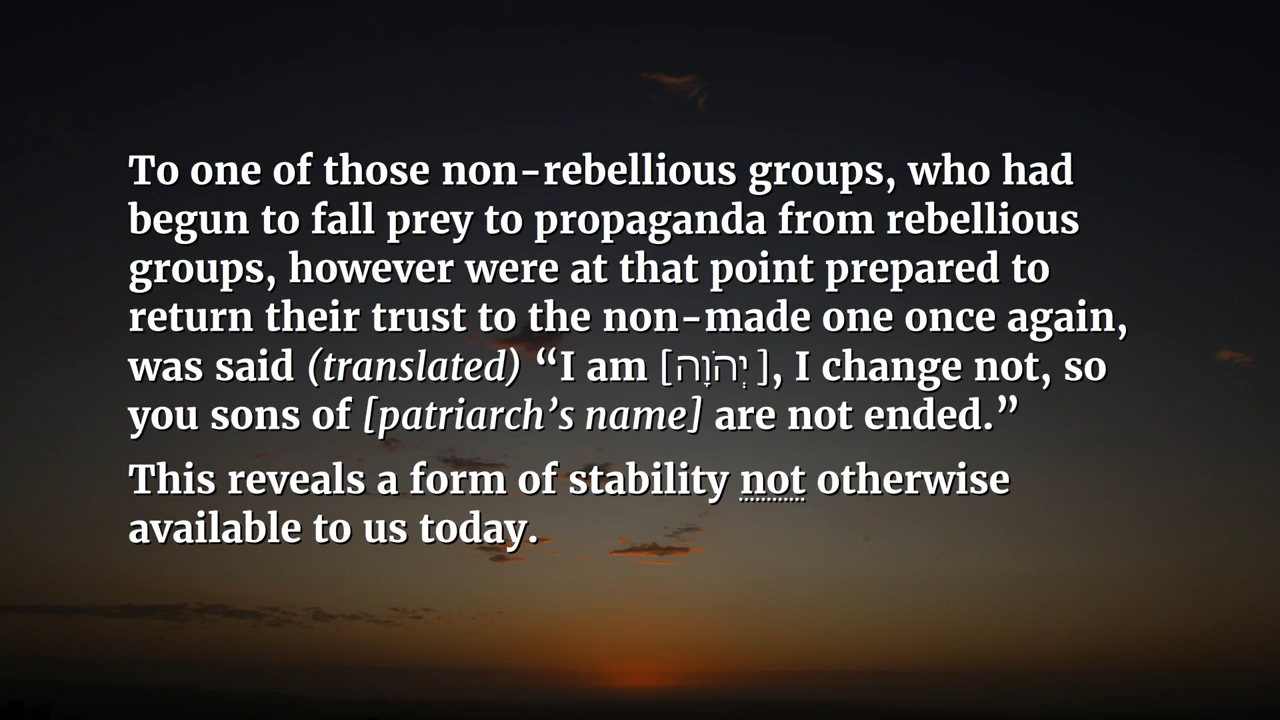 To one of those non-rebellious groups, who had
begun to fall prey to propaganda from rebellious
groups, however were at that point prepared to
return their trust to the non-made one once again,
was said (translated) “I am [יְהֹוָה], I change not, so
you sons of [patriarch’s name] are not ended.”
This reveals a form of stability not otherwise
available to us today.